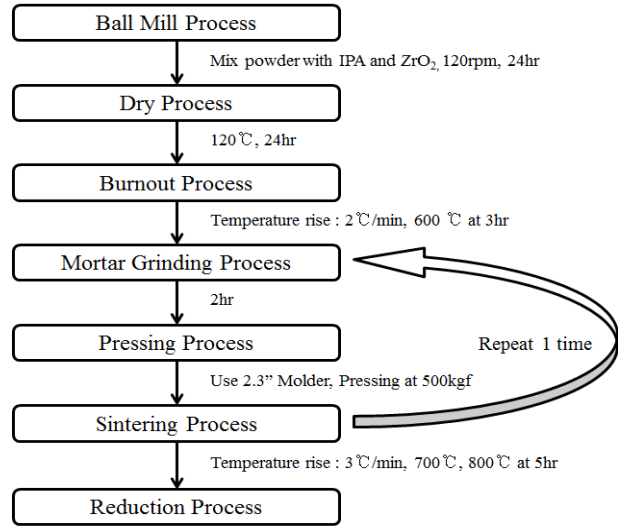 Ball Mill Process
Mix powder with IPA and ZrO₂, 120rpm, 24hr
Dry Process
120℃, 24hr
Burnout Process
Temperature rise : 2℃/min, 600 ℃ at 3hr
Mortar Grinding Process
2hr
Pressing Process
Repeat 1 time
Use 2.3” Molder, Pressing at 500kgf
Sintering Process
Temperature rise : 3℃/min, 700℃, 800℃ at 5hr
Reduction Process